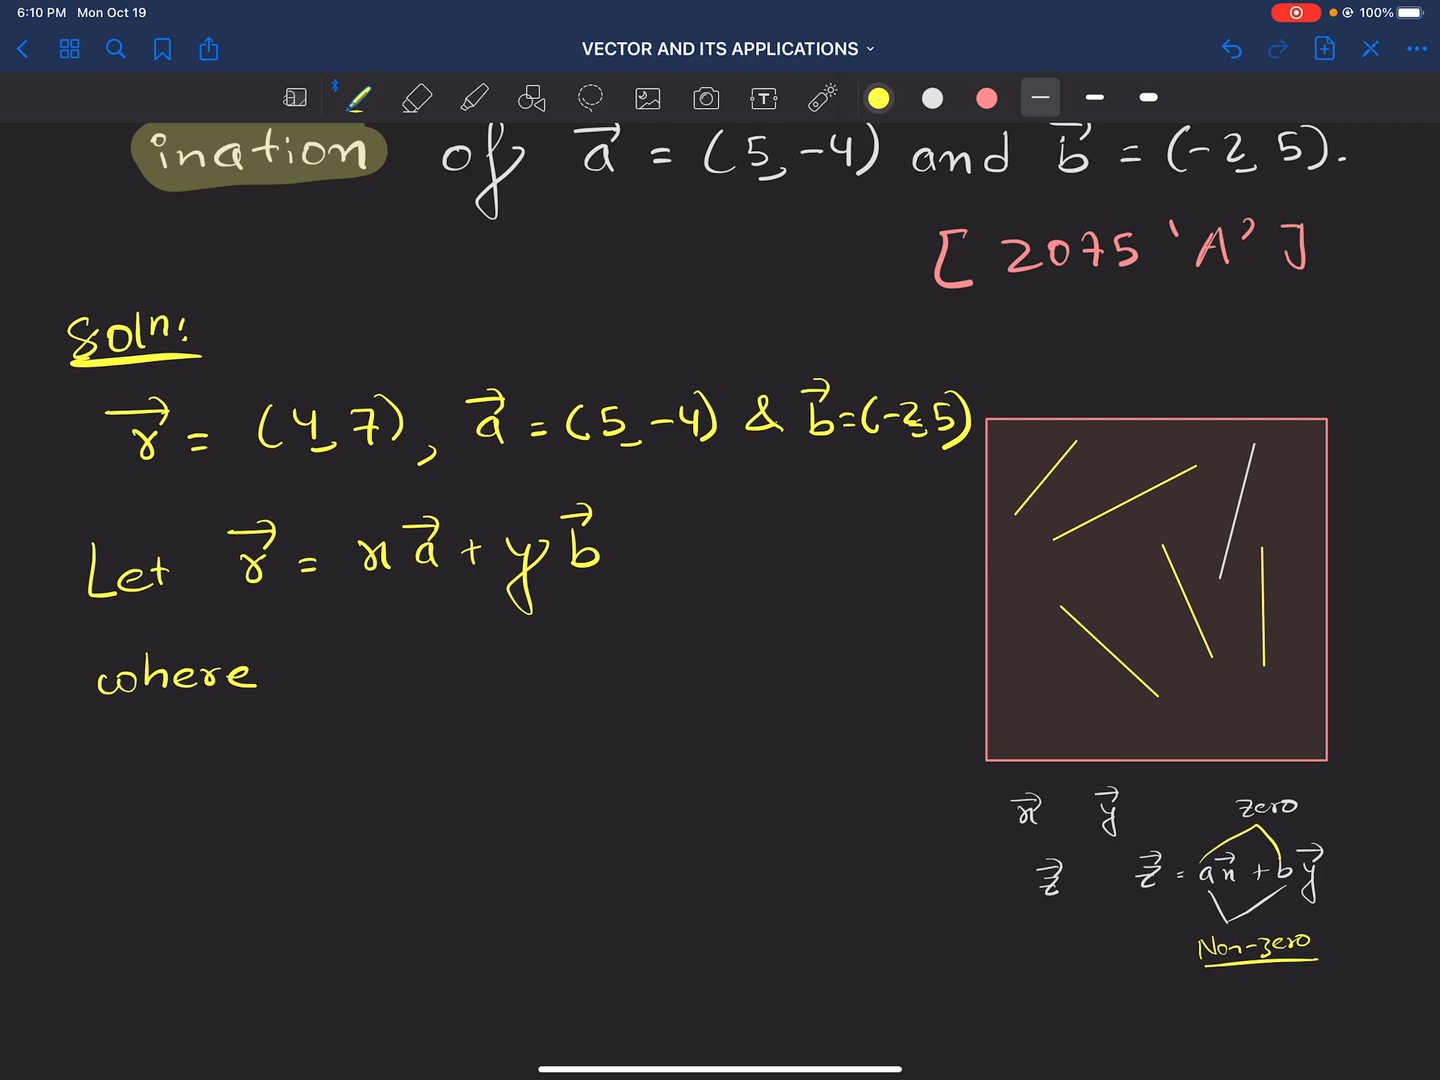 6:10 PM Mon Oct 19
100%
VECTOR AND ITS APPLICATIONS
ination of a⃗ = (5, -4) and b⃗ = (-2, 5).
[ 2075 'A' ]
Solⁿ:
r⃗ = (4, 7), a⃗ = (5, -4) & b⃗ = (-2, 5)
Let r⃗ = x a⃗ + y b⃗
where
x⃗ y⃗ zero
z⃗ z⃗ = a x⃗ + b y⃗
Non-zero